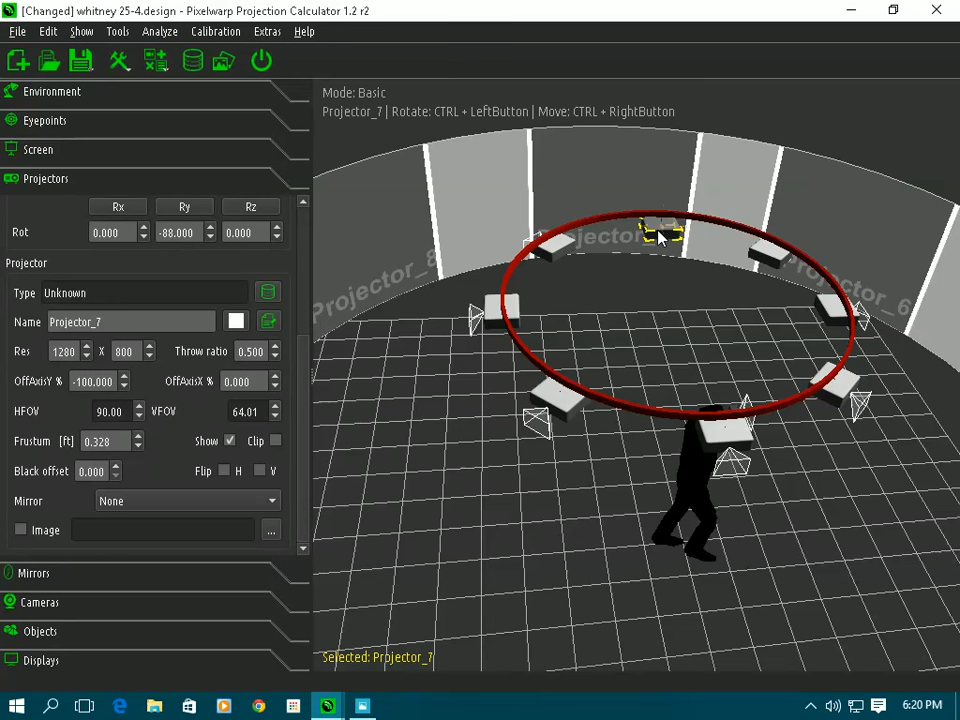 [Changed] whitney 25-4.design - Pixelwarp Projection Calculator 1.2 r2
File Edit Show Tools Analyze Calibration Extras Help
Environment
Eyepoints
Screen
Projectors
Rx Ry Rz
Rot 0.000 -88.000 0.000
Projector
Type Unknown
Name Projector_7
Res 1280 X 800 Throw ratio 0.500
OffAxisY % -100.000 OffAxisX % 0.000
HFOV 90.00 VFOV 64.01
Frustum [ft] 0.328 Show Clip
Black offset 0.000 Flip H V
Mirror None
Image ...
Mirrors
Cameras
Objects
Displays
Mode: Basic
Projector_7 | Rotate: CTRL + LeftButton | Move: CTRL + RightButton
Projector_8
Projector_6
Selected: Projector_7
6:20 PM